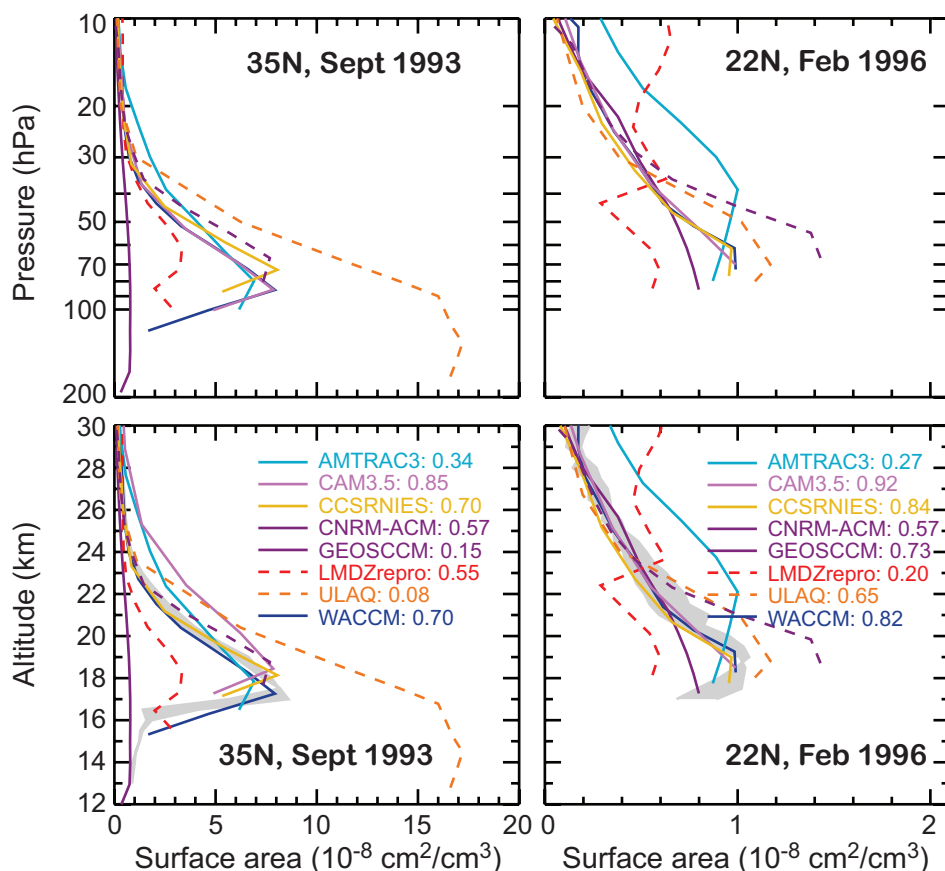 10
20
30
50
70
100
200
Pressure (hPa)
35N, Sept 1993
22N, Feb 1996
30
28
26
24
22
20
18
16
14
12
Altitude (km)
AMTRAC3: 0.34
CAM3.5: 0.85
CCSRNIES: 0.70
CNRM-ACM: 0.57
GEOSCCM: 0.15
LMDZrepro: 0.55
ULAQ: 0.08
WACCM: 0.70
35N, Sept 1993
AMTRAC3: 0.27
CAM3.5: 0.92
CCSRNIES: 0.84
CNRM-ACM: 0.57
GEOSCCM: 0.73
LMDZrepro: 0.20
ULAQ: 0.65
WACCM: 0.82
22N, Feb 1996
0 5 10 15 20
0 1 2
Surface area (10⁻⁸ cm²/cm³)
Surface area (10⁻⁸ cm²/cm³)